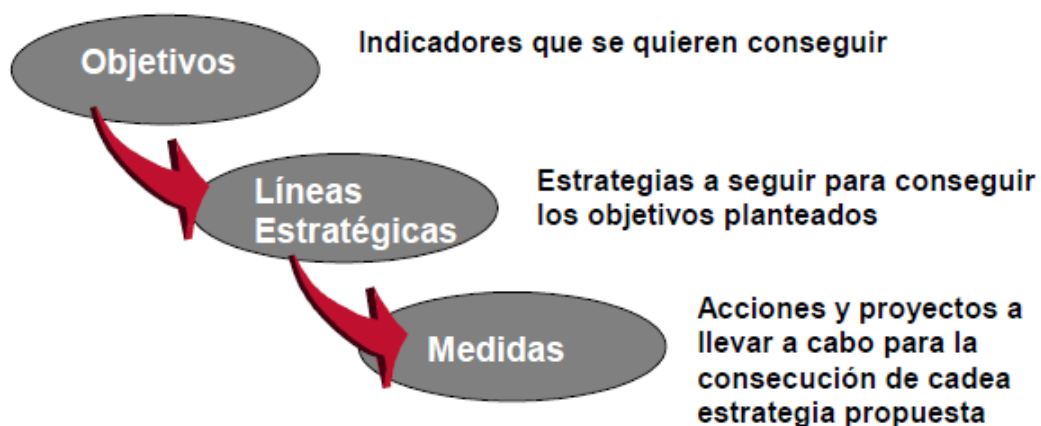 Objetivos
Indicadores que se quieren conseguir
Líneas
Estratégicas
Estrategias a seguir para conseguir
los objetivos planteados
Medidas
Acciones y proyectos a
llevar a cabo para la
consecución de cadea
estrategia propuesta